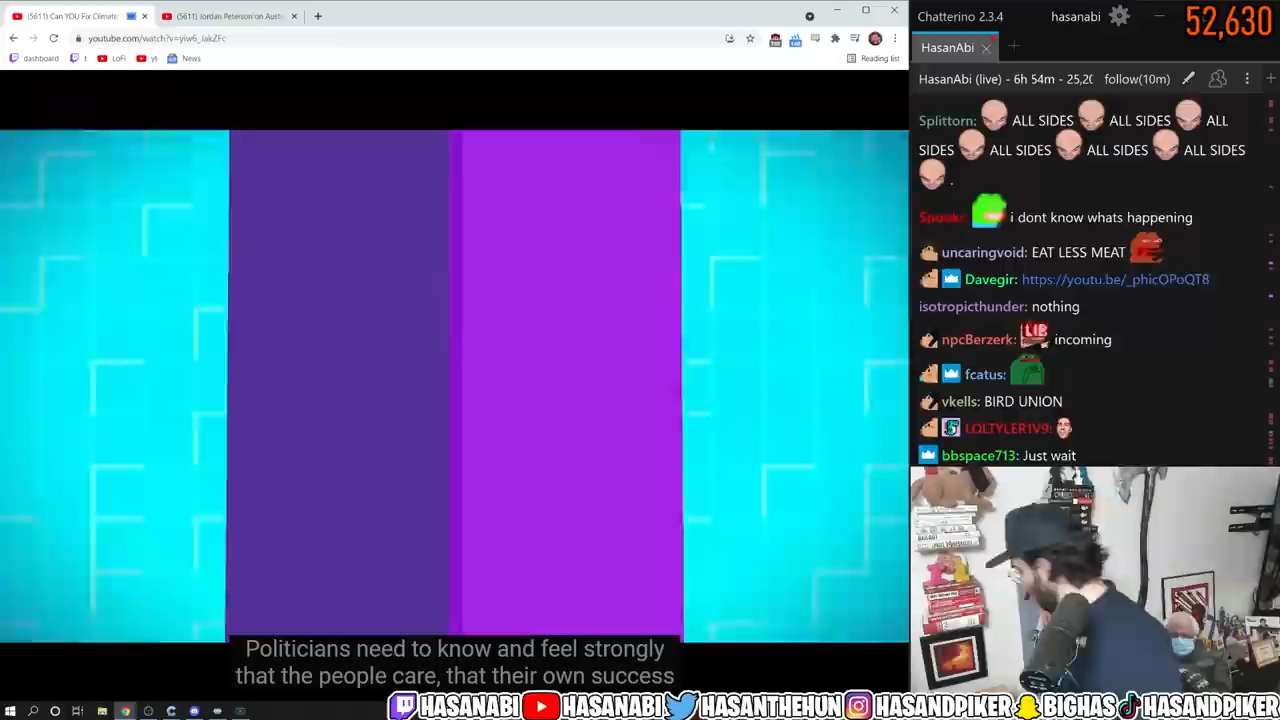 (5611) Can YOU Fix Climate
(5611) Jordan Peterson on Aust
youtube.com/watch?v=yiw6_IakZFc
dashboard
t
LoFi
yt
News
Reading list
Politicians need to know and feel strongly
that the people care, that their own success
Chatterino 2.3.4
hasanabi
52,630
HasanAbi
HasanAbi (live) - 6h 54m - 25,20
follow(10m)
Splittorn: ALL SIDES ALL SIDES ALL
SIDES ALL SIDES ALL SIDES ALL SIDES
.
i dont know whats happening
uncaringvoid: EAT LESS MEAT
Davegir: https://youtu.be/_phicOPoQT8
isotropicthunder: nothing
npcBerzerk: LIB incoming
fcatus:
vkells: BIRD UNION
LOLTYLER1V9:
bbspace713: Just wait
HASANABI HASANABI HASANTHEHUN HASANDPIKER BIGHAS HASANDPIKER